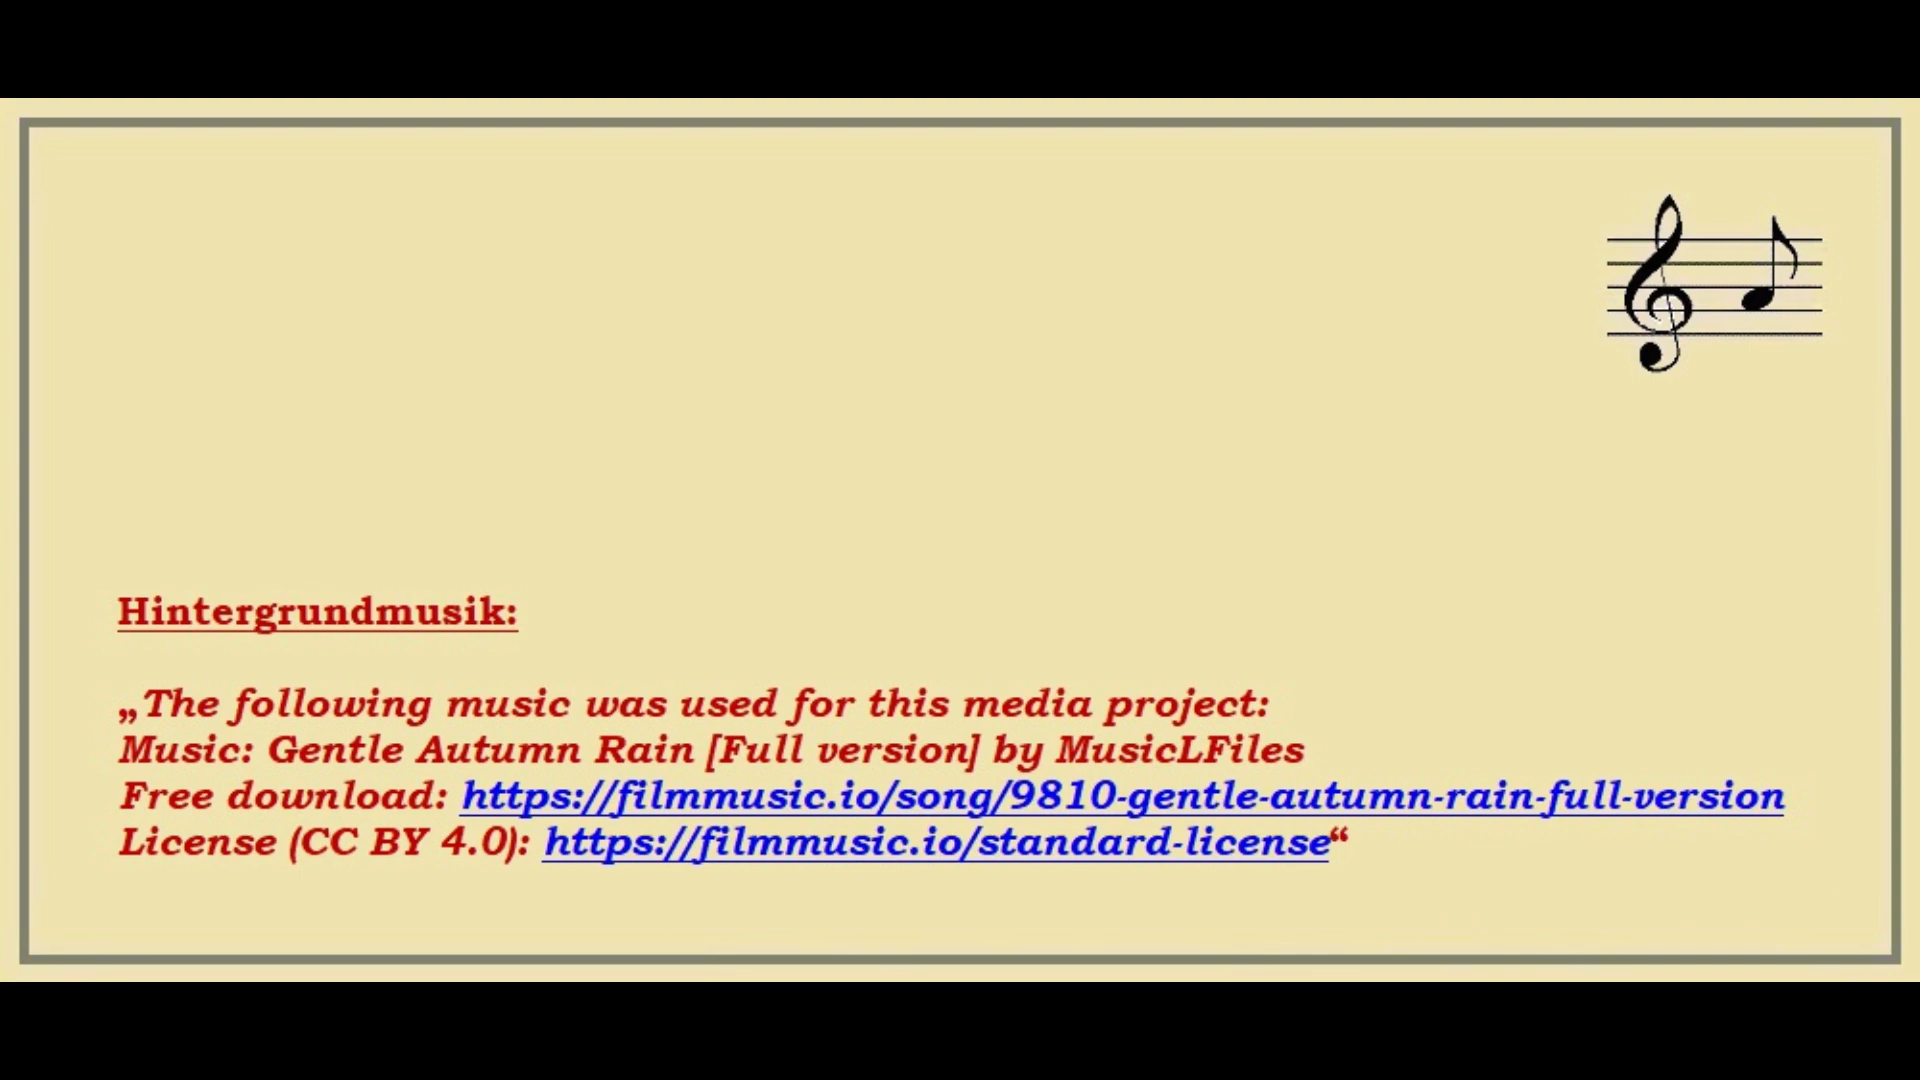 Hintergrundmusik:
„The following music was used for this media project:
Music: Gentle Autumn Rain [Full version] by MusicLFiles
Free download: https://filmmusic.io/song/9810-gentle-autumn-rain-full-version
License (CC BY 4.0): https://filmmusic.io/standard-license“